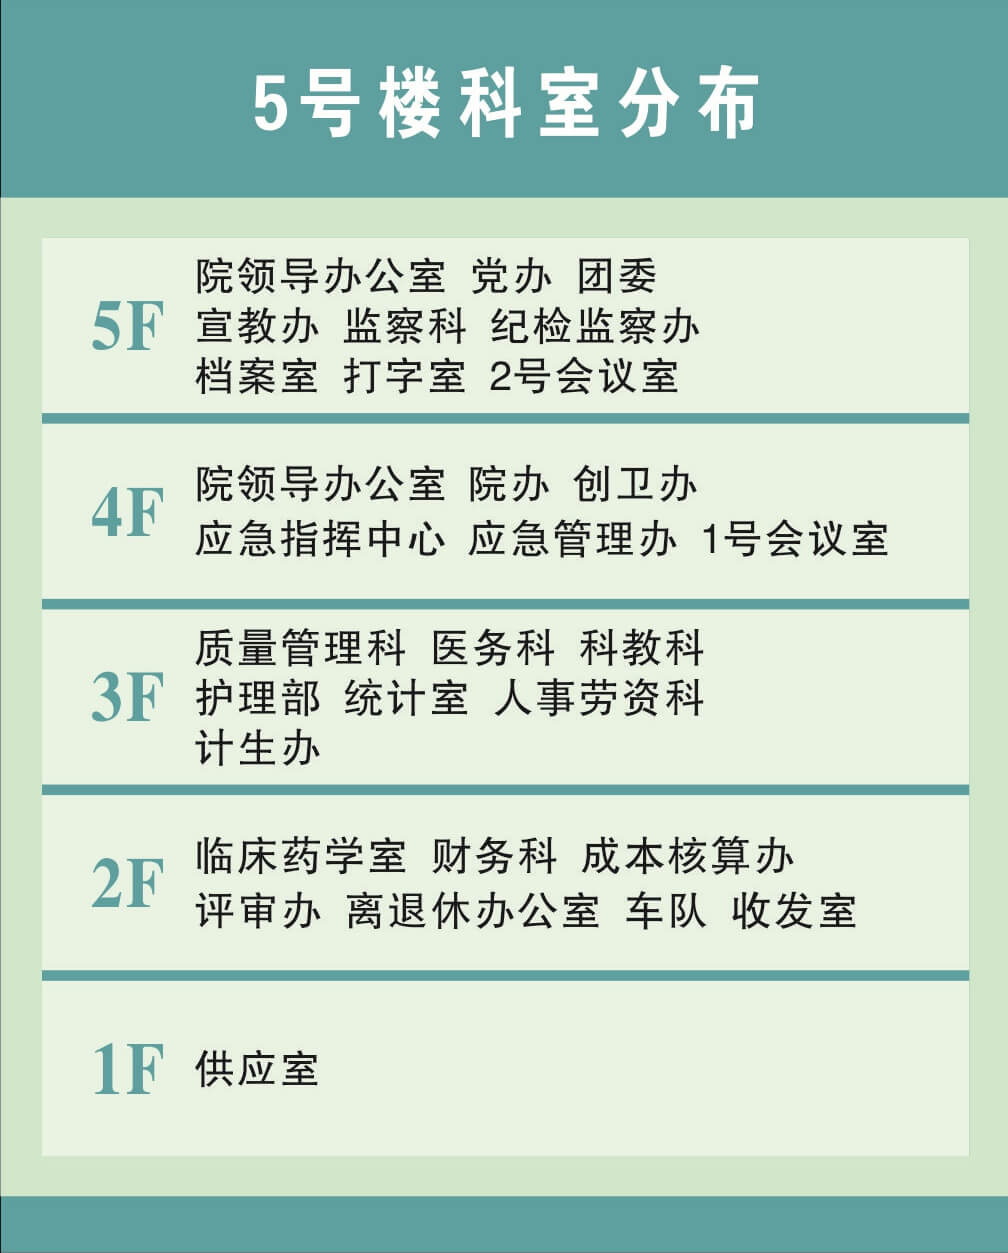 5号楼科室分布
5F
院领导办公室 党办 团委
宣教办 监察科 纪检监察办
档案室 打字室 2号会议室
4F
院领导办公室 院办 创卫办
应急指挥中心 应急管理办 1号会议室
3F
质量管理科 医务科 科教科
护理部 统计室 人事劳资科
计生办
2F
临床药学室 财务科 成本核算办
评审办 离退休办公室 车队 收发室
1F
供应室